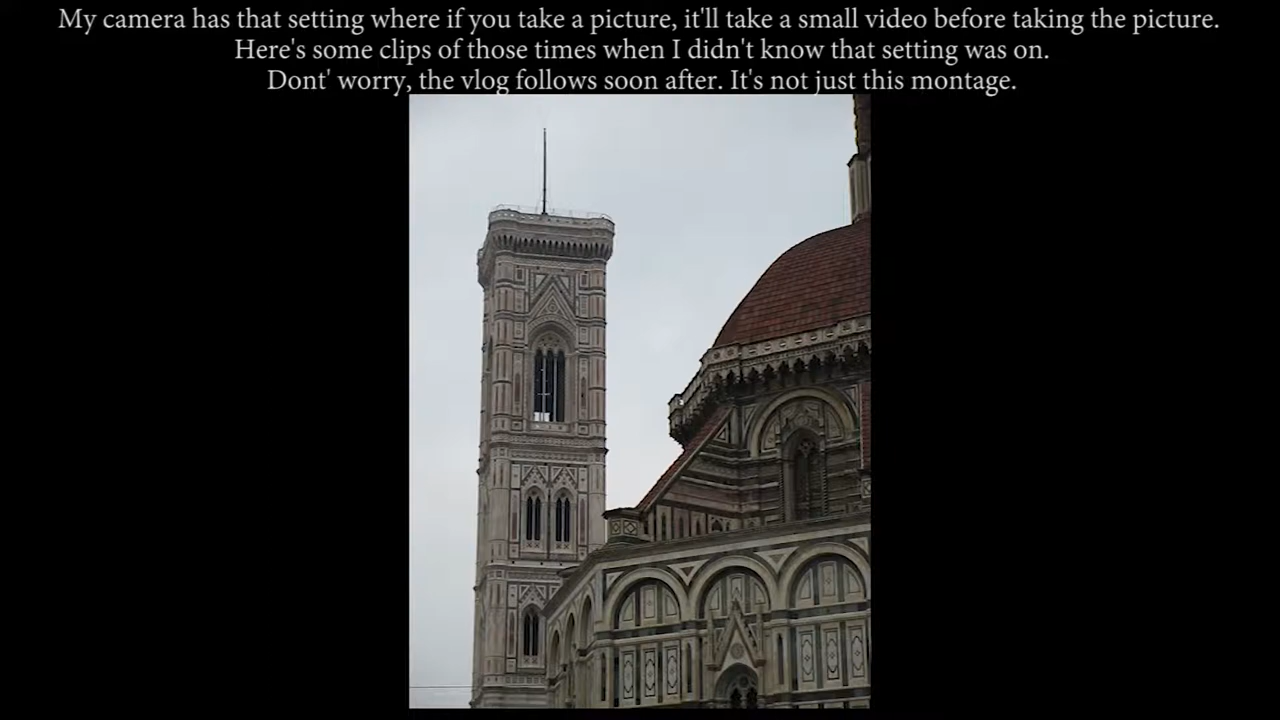 My camera has that setting where if you take a picture, it'll take a small video before taking the picture.
Here's some clips of those times when I didn't know that setting was on.
Dont' worry, the vlog follows soon after. It's not just this montage.